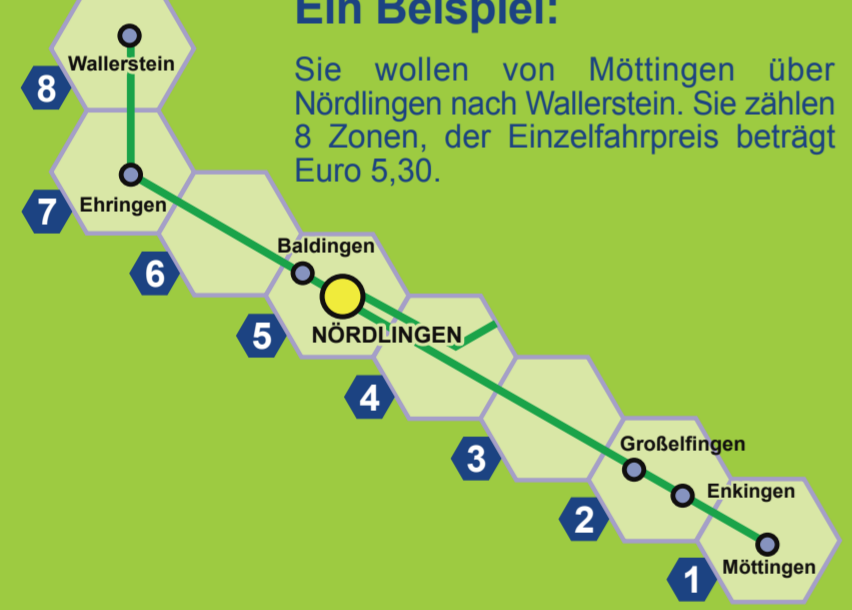 Ein Beispiel:
Sie wollen von Möttingen über
Nördlingen nach Wallerstein. Sie zählen
8 Zonen, der Einzelfahrpreis beträgt
Euro 5,30.
Wallerstein
8
Ehringen
7
6
Baldingen
NÖRDLINGEN
5
4
3
Großelfingen
Enkingen
2
Möttingen
1